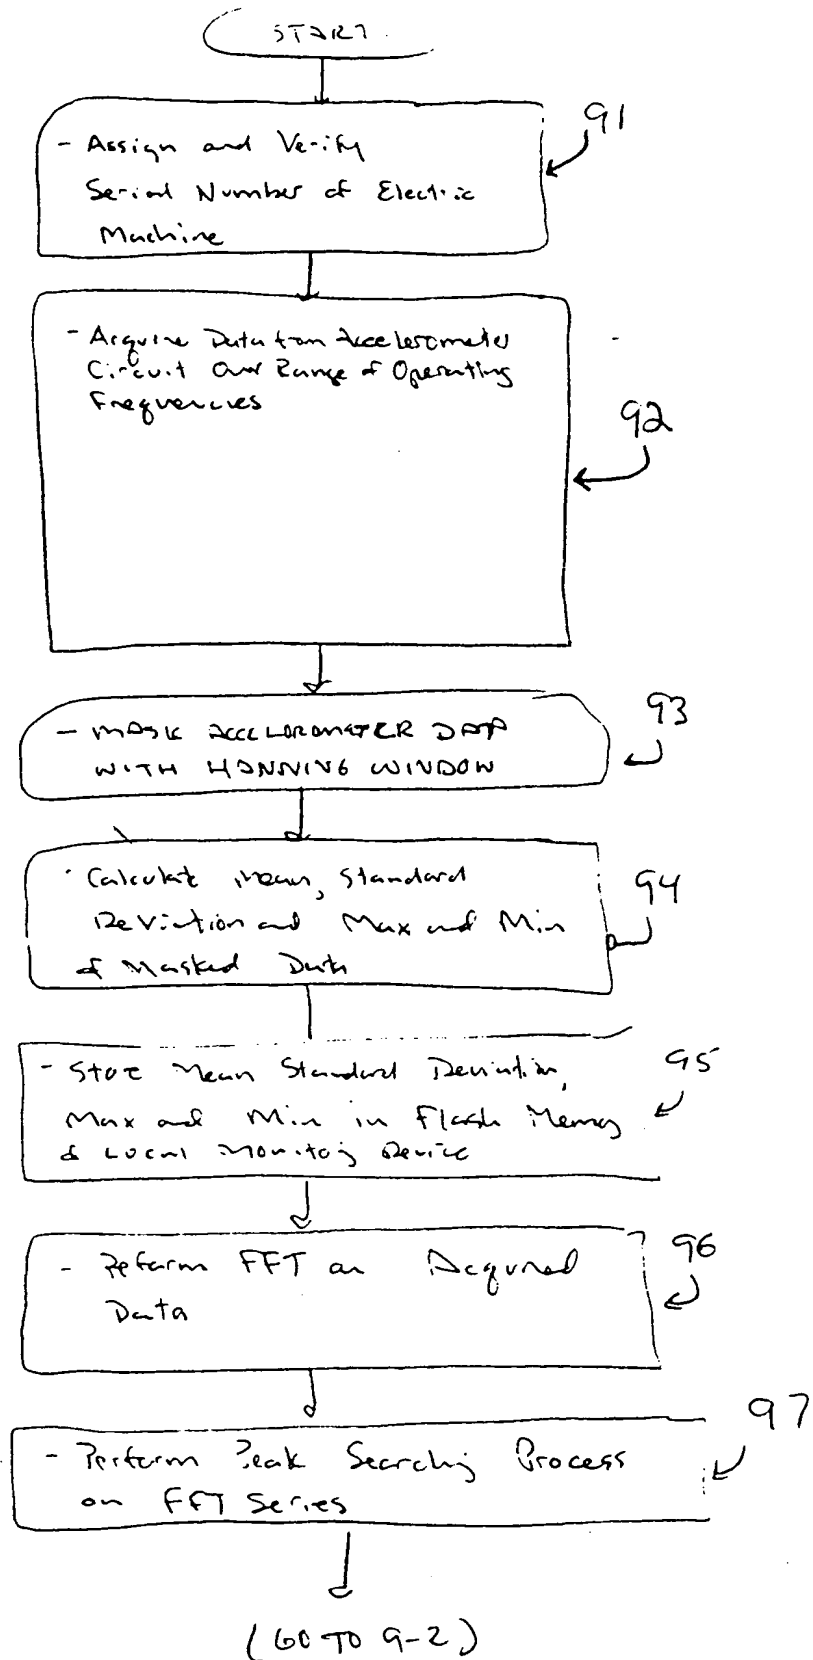 START
91
- Assign and Verify
Serial Number of Electric
Machine
- Acquire Data from Accelerometer
Circuit Over Range of Operating
Frequencies
92
93
- MASK ACCELOROMETER DATA
WITH HANNING WINDOW
- Calculate Mean, Standard
Deviation and Max and Min
of Masked Data
94
- Store Mean Standard Deviation,
Max and Min in Flash Memory
of Local Monitoring Device
95
- Perform FFT on Acquired
Data
96
- Perform Peak Searching Process
on FFT Series
97
(GO TO 9-2)